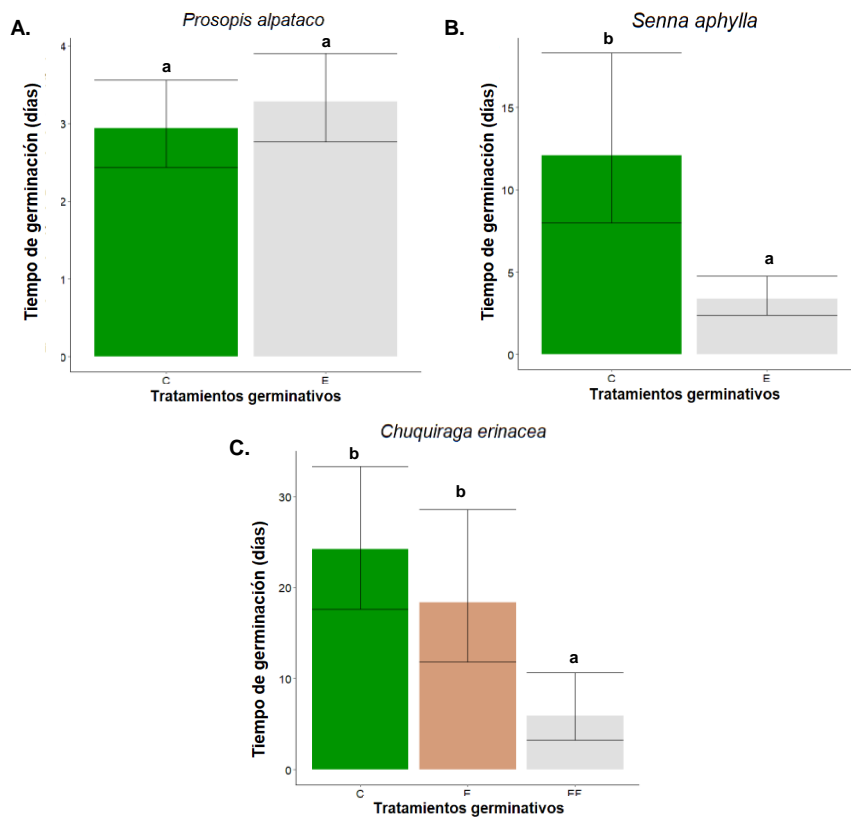 A.
Prosopis alpataco
a
a
Tiempo de germinación (días)
4
3
2
1
0
C
E
Tratamientos germinativos
B.
Senna aphylla
b
a
Tiempo de germinación (días)
15
10
5
0
C
E
Tratamientos germinativos
C.
Chuquiraga erinacea
b
b
a
Tiempo de germinación (días)
30
20
10
0
C
Tratamientos germinativos